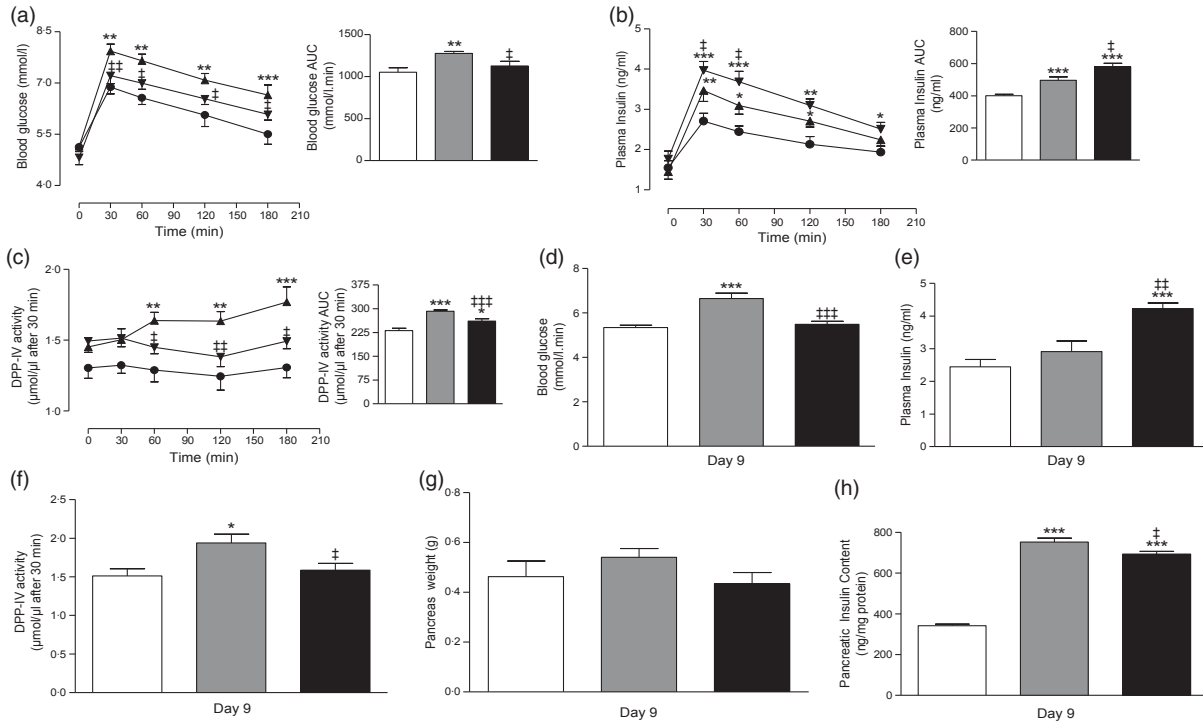 (a)
Blood glucose (mmol/l)
8·5
7·0
5·5
4·0
**
**
**
***
‡‡
‡
‡
‡
0 30 60 90 120 150 180 210
Time (min)
Blood glucose AUC
(mmol/l.min)
1500
1000
500
0
**
‡
(b)
Plasma Insulin (ng/ml)
5
4
3
2
1
‡
***
‡
***
**
*
**
*
*
0 30 60 90 120 150 180 210
Time (min)
Plasma Insulin AUC
(ng/ml)
800
600
400
200
0
***
‡
***
(c)
DPP-IV activity
(µmol/µl after 30 min)
2·0
1·5
1·0
**
**
***
‡
‡‡
‡
0 30 60 90 120 150 180 210
Time (min)
DPP-IV activity AUC
(µmol/µl after 30 min)
375
300
225
150
75
0
***
‡‡‡
*
(d)
Blood glucose
(mmol/l.min)
8
6
4
2
0
***
‡‡‡
Day 9
(e)
Plasma Insulin (ng/ml)
5
4
3
2
1
0
‡‡
***
Day 9
(f)
DPP-IV activity
(µmol/µl after 30 min)
2·5
2·0
1·5
1·0
0·5
0·0
*
‡
Day 9
(g)
Pancreas weight (g)
0·8
0·6
0·4
0·2
0·0
Day 9
(h)
Pancreatic Insulin Content
(ng/mg protein)
800
600
400
200
0
***
‡
***
Day 9